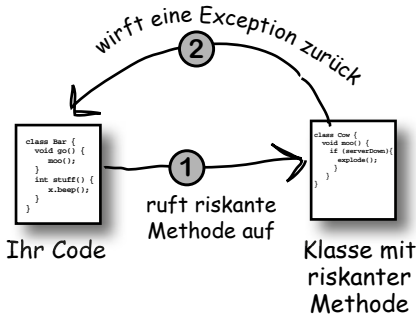 wirft eine Exception zurück
2
class Bar {
void go() {
moo();
}
int stuff() {
x.beep();
}
}
1
class Cow {
void moo() {
if (serverDown){
explode();
}
}
}
ruft riskante
Methode auf
Ihr Code
Klasse mit
riskanter
Methode